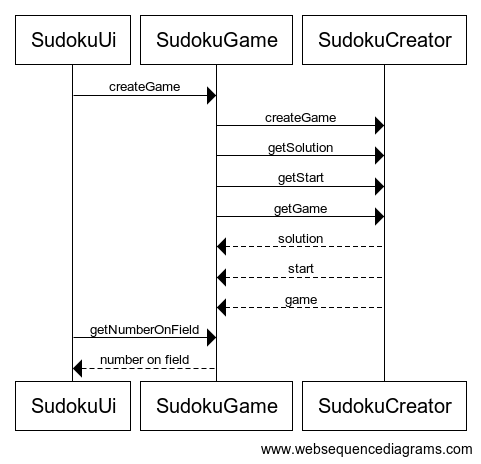 SudokuUi
SudokuGame
SudokuCreator
createGame
createGame
getSolution
getStart
getGame
solution
start
game
getNumberOnField
number on field
SudokuUi
SudokuGame
SudokuCreator
www.websequencediagrams.com